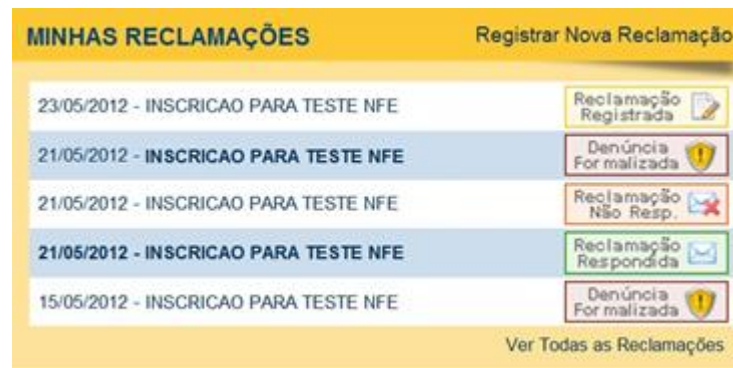 MINHAS RECLAMAÇÕES
Registrar Nova Reclamação
23/05/2012 - INSCRICAO PARA TESTE NFE
Reclamação
Registrada
21/05/2012 - INSCRICAO PARA TESTE NFE
Denúncia
Formalizada
21/05/2012 - INSCRICAO PARA TESTE NFE
Reclamação
Não Resp.
21/05/2012 - INSCRICAO PARA TESTE NFE
Reclamação
Respondida
15/05/2012 - INSCRICAO PARA TESTE NFE
Denúncia
Formalizada
Ver Todas as Reclamações